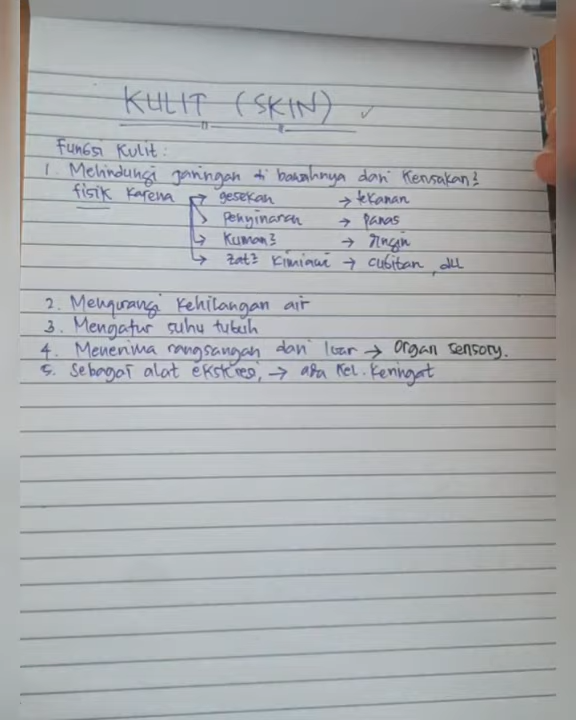 KULIT (SKIN)
Fungsi Kulit :
1. Melindungi jaringan di bawahnya dari kerusakan2
fisik karena → gesekan → tekanan
→ penyinaran → panas
→ kuman2 → dingin
→ zat2 kimiawi → cubitan, dll
2. Mengurangi kehilangan air
3. Mengatur suhu tubuh
4. Menerima rangsangan dari luar → organ sensory.
5. Sebagai alat ekskresi, → ada kel. keringat